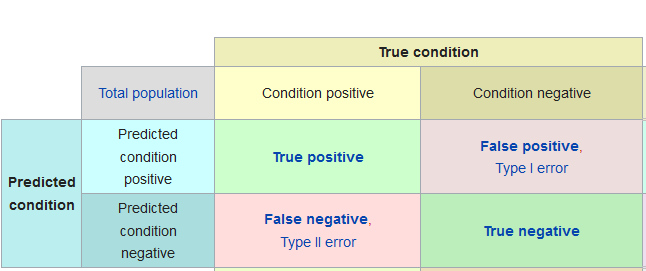 True condition
Total population
Condition positive
Condition negative
Predicted
condition
Predicted
condition
positive
True positive
False positive,
Type I error
Predicted
condition
negative
False negative,
Type II error
True negative